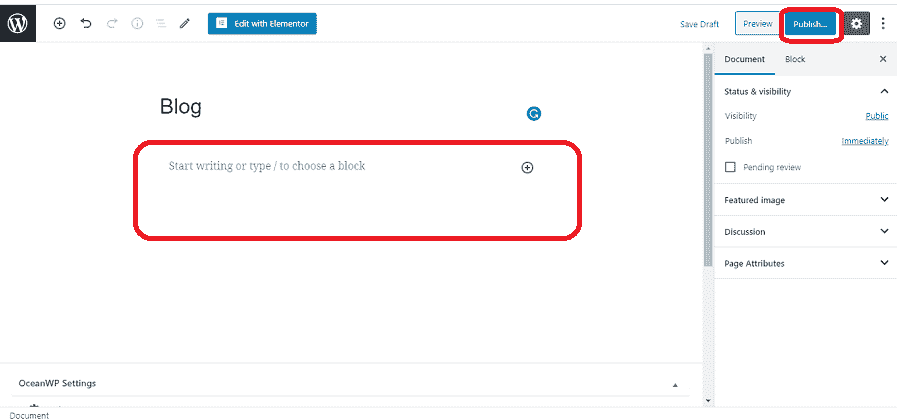 Edit with Elementor
Save Draft
Preview
Publish...
Document
Block
Blog
Status & visibility
Visibility
Public
Publish
Immediately
Pending review
Start writing or type / to choose a block
Featured image
Discussion
Page Attributes
OceanWP Settings
Document